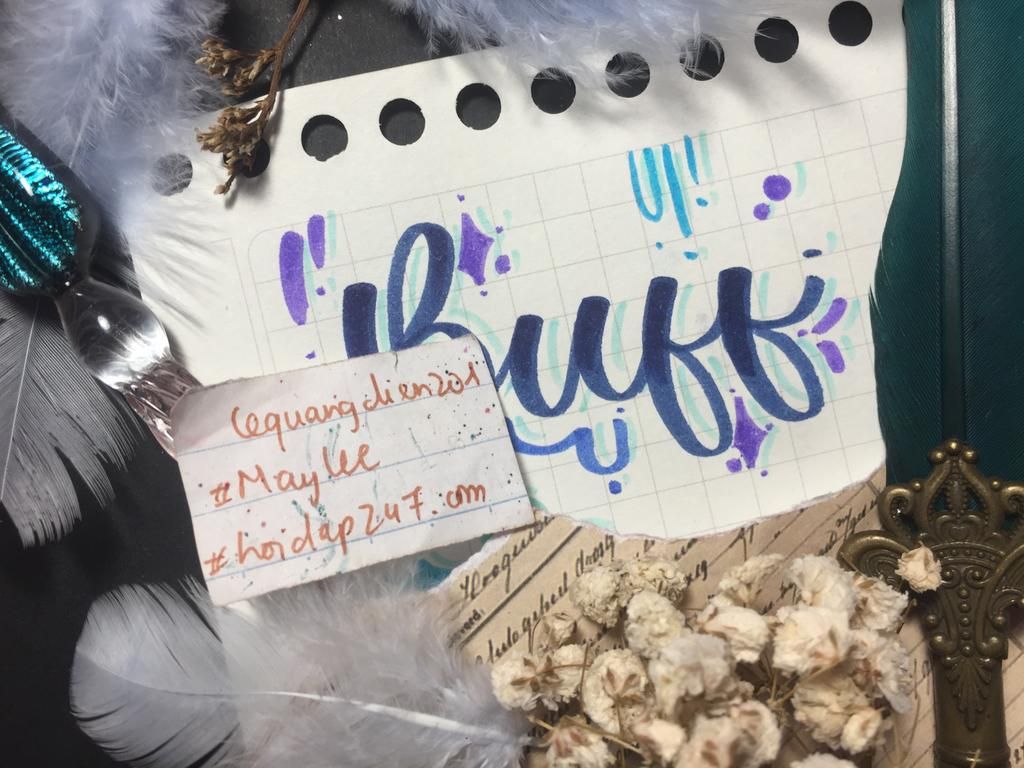 Buff
lequangdien201
#Maylee
#hoidap247.com